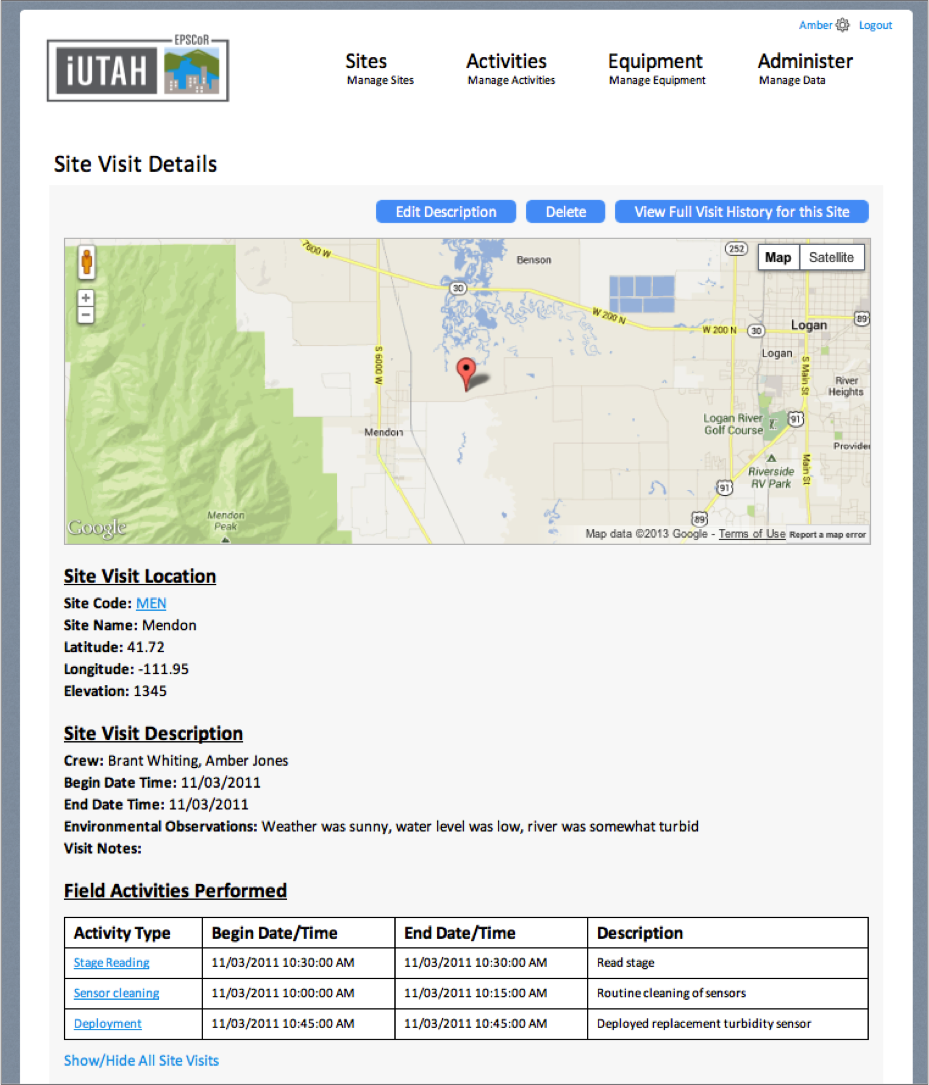 Amber Logout
EPSCoR
iUTAH
Sites Activities Equipment Administer
Manage Sites Manage Activities Manage Equipment Manage Data
Site Visit Details
Edit Description Delete View Full Visit History for this Site
7600 W
Benson
252
Map Satellite
30
W 200 N
W 200 N
30
Logan
89
Logan
S 6000 W
S Main St
River
Heights
Mendon
Logan River
Golf Course
91
Provider
Riverside
RV Park
Main St
91
89
Mendon
Peak
Google
Map data ©2013 Google - Terms of Use Report a map error
Site Visit Location
Site Code: MEN
Site Name: Mendon
Latitude: 41.72
Longitude: -111.95
Elevation: 1345
Site Visit Description
Crew: Brant Whiting, Amber Jones
Begin Date Time: 11/03/2011
End Date Time: 11/03/2011
Environmental Observations: Weather was sunny, water level was low, river was somewhat turbid
Visit Notes:
Field Activities Performed
Activity Type Begin Date/Time End Date/Time Description
Stage Reading 11/03/2011 10:30:00 AM 11/03/2011 10:30:00 AM Read stage
Sensor cleaning 11/03/2011 10:00:00 AM 11/03/2011 10:15:00 AM Routine cleaning of sensors
Deployment 11/03/2011 10:45:00 AM 11/03/2011 10:45:00 AM Deployed replacement turbidity sensor
Show/Hide All Site Visits